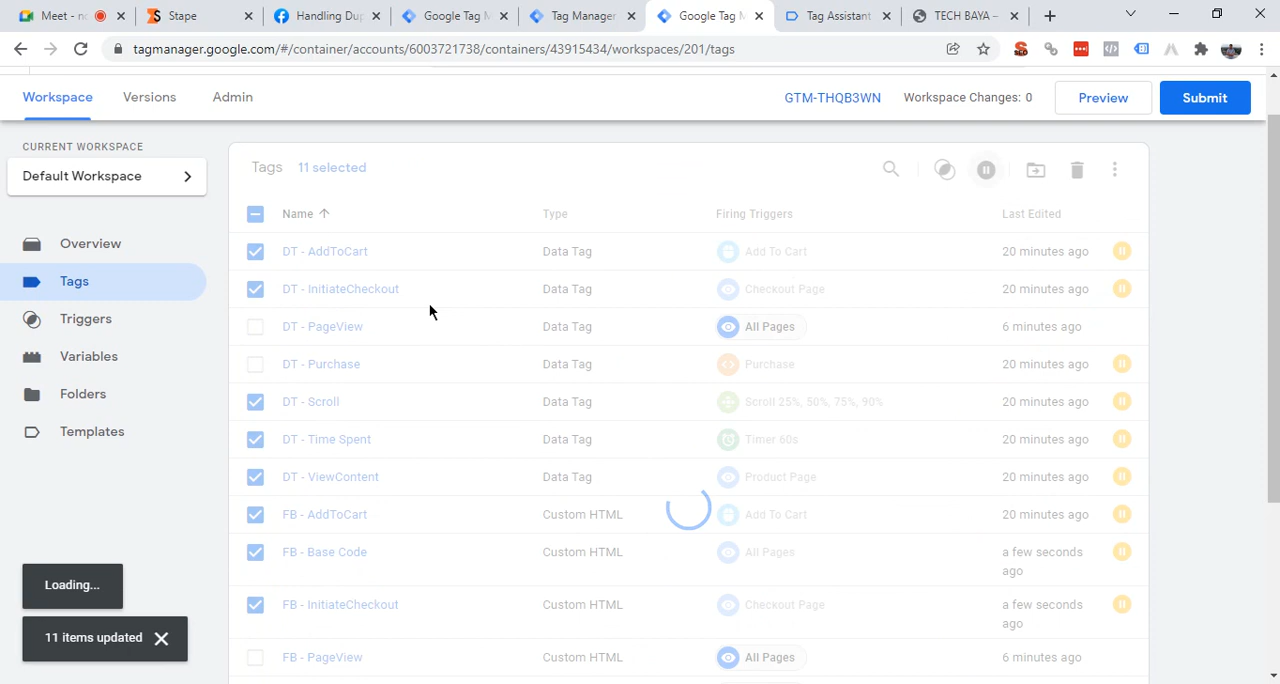 Meet - nc
Stape
Handling Dup
Google Tag M
Tag Manager
Google Tag M
Tag Assistant
TECH BAYA –
tagmanager.google.com/#/container/accounts/6003721738/containers/43915434/workspaces/201/tags
Workspace Versions Admin
GTM-THQB3WN Workspace Changes: 0 Preview Submit
CURRENT WORKSPACE
Default Workspace
Overview
Tags
Triggers
Variables
Folders
Templates
Tags 11 selected
Name Type Firing Triggers Last Edited
DT - AddToCart Data Tag Add To Cart 20 minutes ago
DT - InitiateCheckout Data Tag Checkout Page 20 minutes ago
DT - PageView Data Tag All Pages 6 minutes ago
DT - Purchase Data Tag Purchase 20 minutes ago
DT - Scroll Data Tag Scroll 25%, 50%, 75%, 90% 20 minutes ago
DT - Time Spent Data Tag Timer 60s 20 minutes ago
DT - ViewContent Data Tag Product Page 20 minutes ago
FB - AddToCart Custom HTML Add To Cart 20 minutes ago
FB - Base Code Custom HTML All Pages a few seconds
ago
FB - InitiateCheckout Custom HTML Checkout Page a few seconds
ago
FB - PageView Custom HTML All Pages 6 minutes ago
Loading...
11 items updated